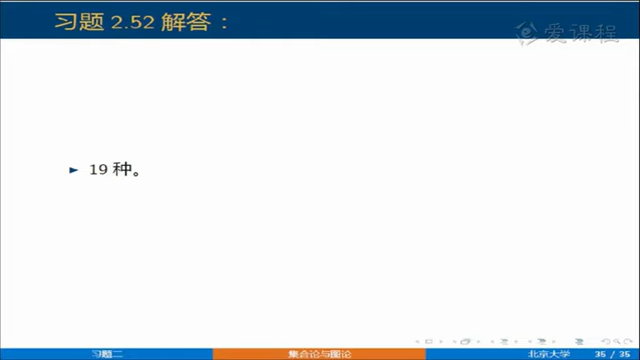 习题 2.52 解答：
爱课程
► 19 种。
习题二
集合论与图论
北京大学
35 / 35